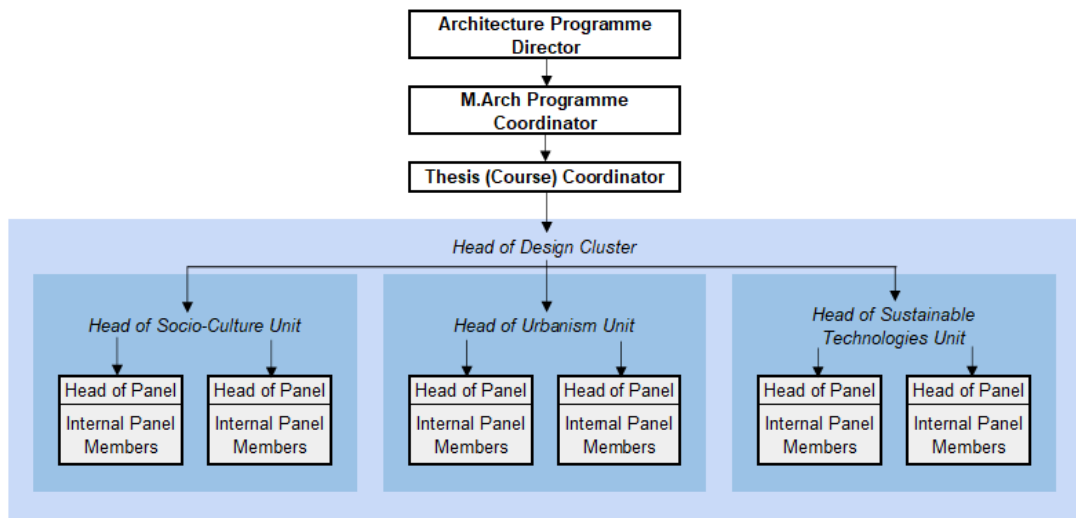 Architecture Programme
Director
M.Arch Programme
Coordinator
Thesis (Course) Coordinator
Head of Design Cluster
Head of Socio-Culture Unit
Head of Urbanism Unit
Head of Sustainable
Technologies Unit
Head of Panel
Internal Panel
Members
Head of Panel
Internal Panel
Members
Head of Panel
Internal Panel
Members
Head of Panel
Internal Panel
Members
Head of Panel
Internal Panel
Members
Head of Panel
Internal Panel
Members